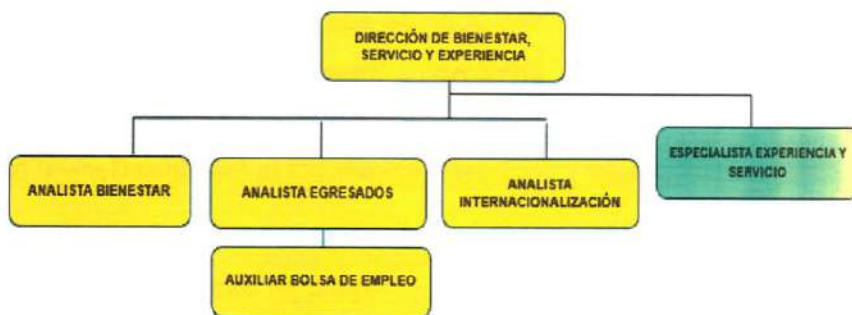 DIRECCIÓN DE BIENESTAR,
SERVICIO Y EXPERIENCIA
ANALISTA BIENESTAR
ANALISTA EGRESADOS
ANALISTA
INTERNACIONALIZACIÓN
ESPECIALISTA EXPERIENCIA Y
SERVICIO
AUXILIAR BOLSA DE EMPLEO